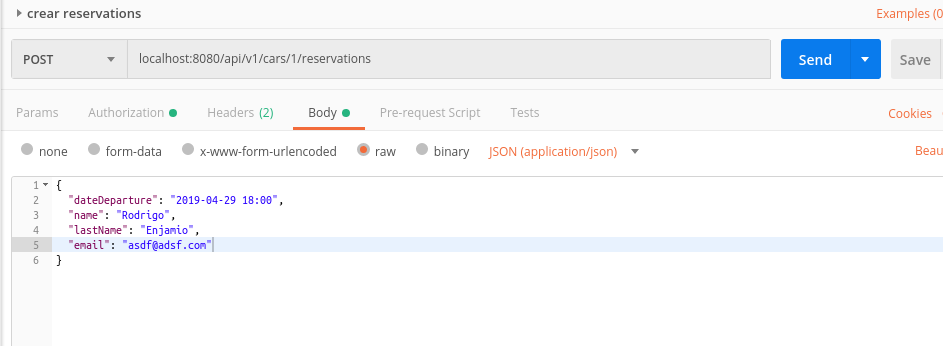 crear reservations Examples (0
POST localhost:8080/api/v1/cars/1/reservations Send Save
Params Authorization Headers (2) Body Pre-request Script Tests Cookies
none form-data x-www-form-urlencoded raw binary JSON (application/json) Beau
1 {
2 "dateDeparture": "2019-04-29 18:00",
3 "name": "Rodrigo",
4 "lastName": "Enjamio",
5 "email": "asdf@adsf.com"
6 }